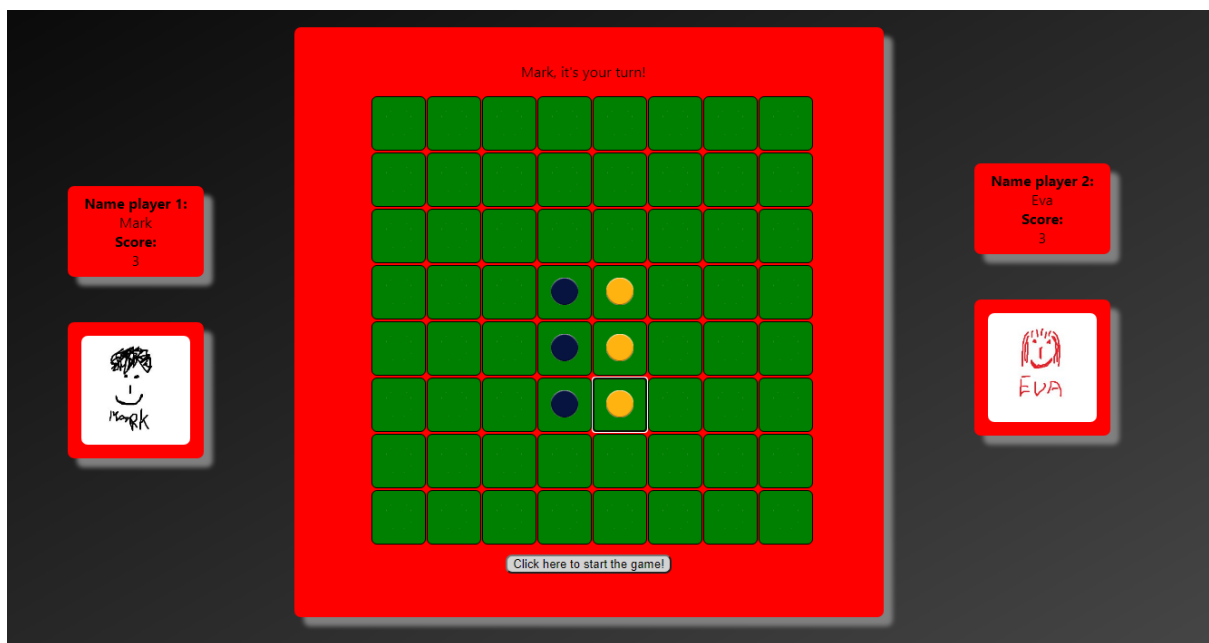 Mark, it's your turn!
Name player 1:
Mark
Score:
3
MarK
Name player 2:
Eva
Score:
3
EVA
Click here to start the game!